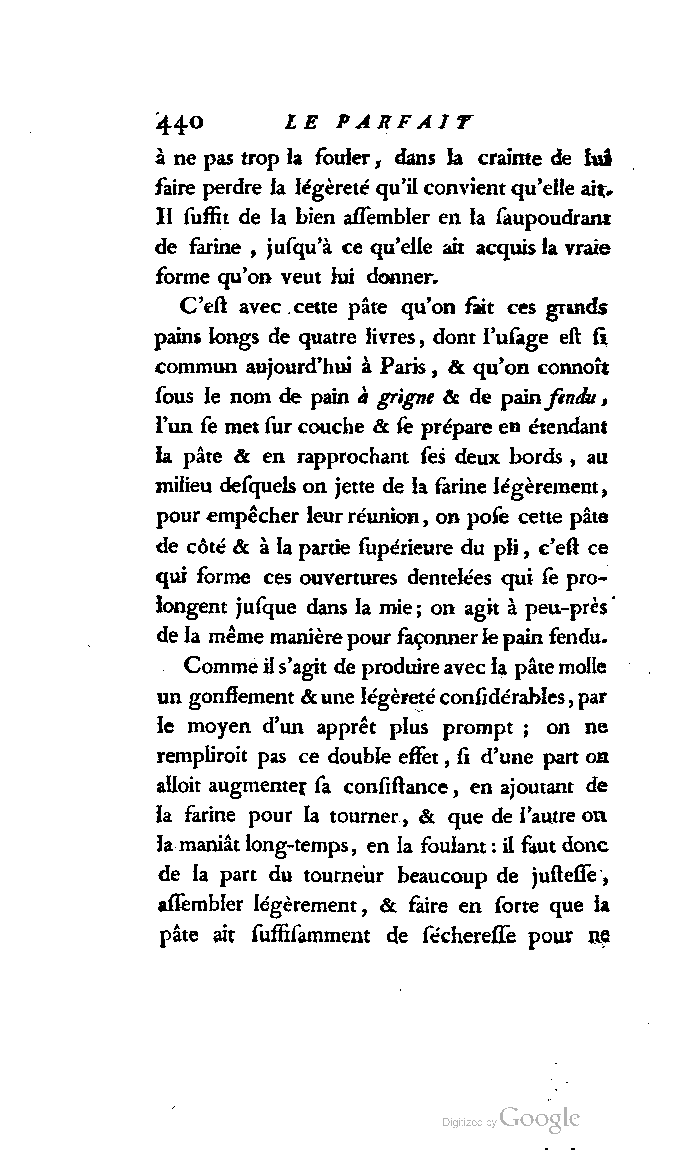 440 LE PARFAIT
à ne pas trop la fouler, dans la crainte de lui
faire perdre la légèreté qu'il convient qu'elle ait.
Il ſuffit de la bien aſſembler en la ſaupoudrant
de farine, juſqu'à ce qu'elle ait acquis la vraie
forme qu'on veut lui donner.
C'eſt avec cette pâte qu'on fait ces grands
pains longs de quatre livres, dont l'uſage eſt ſi
commun aujourd'hui à Paris, & qu'on connoît
ſous le nom de pain à grigne & de pain fendu,
l'un ſe met ſur couche & ſe prépare en étendant
la pâte & en rapprochant ſes deux bords, au
milieu deſquels on jette de la farine légèrement,
pour empêcher leur réunion, on poſe cette pâte
de côté & à la partie ſupérieure du pli, c'eſt ce
qui forme ces ouvertures dentelées qui ſe pro-
longent juſque dans la mie; on agit à peu-près
de la même manière pour façonner le pain fendu.
Comme il s'agit de produire avec la pâte molle
un gonflement & une légèreté conſidérables, par
le moyen d'un apprêt plus prompt ; on ne
rempliroit pas ce double effet, ſi d'une part on
alloit augmenter ſa conſiſtance, en ajoutant de
la farine pour la tourner, & que de l'autre on
la maniât long-temps, en la foulant : il faut donc
de la part du tourneur beaucoup de juſteſſe,
aſſembler légèrement, & faire en ſorte que la
pâte ait ſuffiſamment de ſéchereſſe pour ne
Digitized by Google